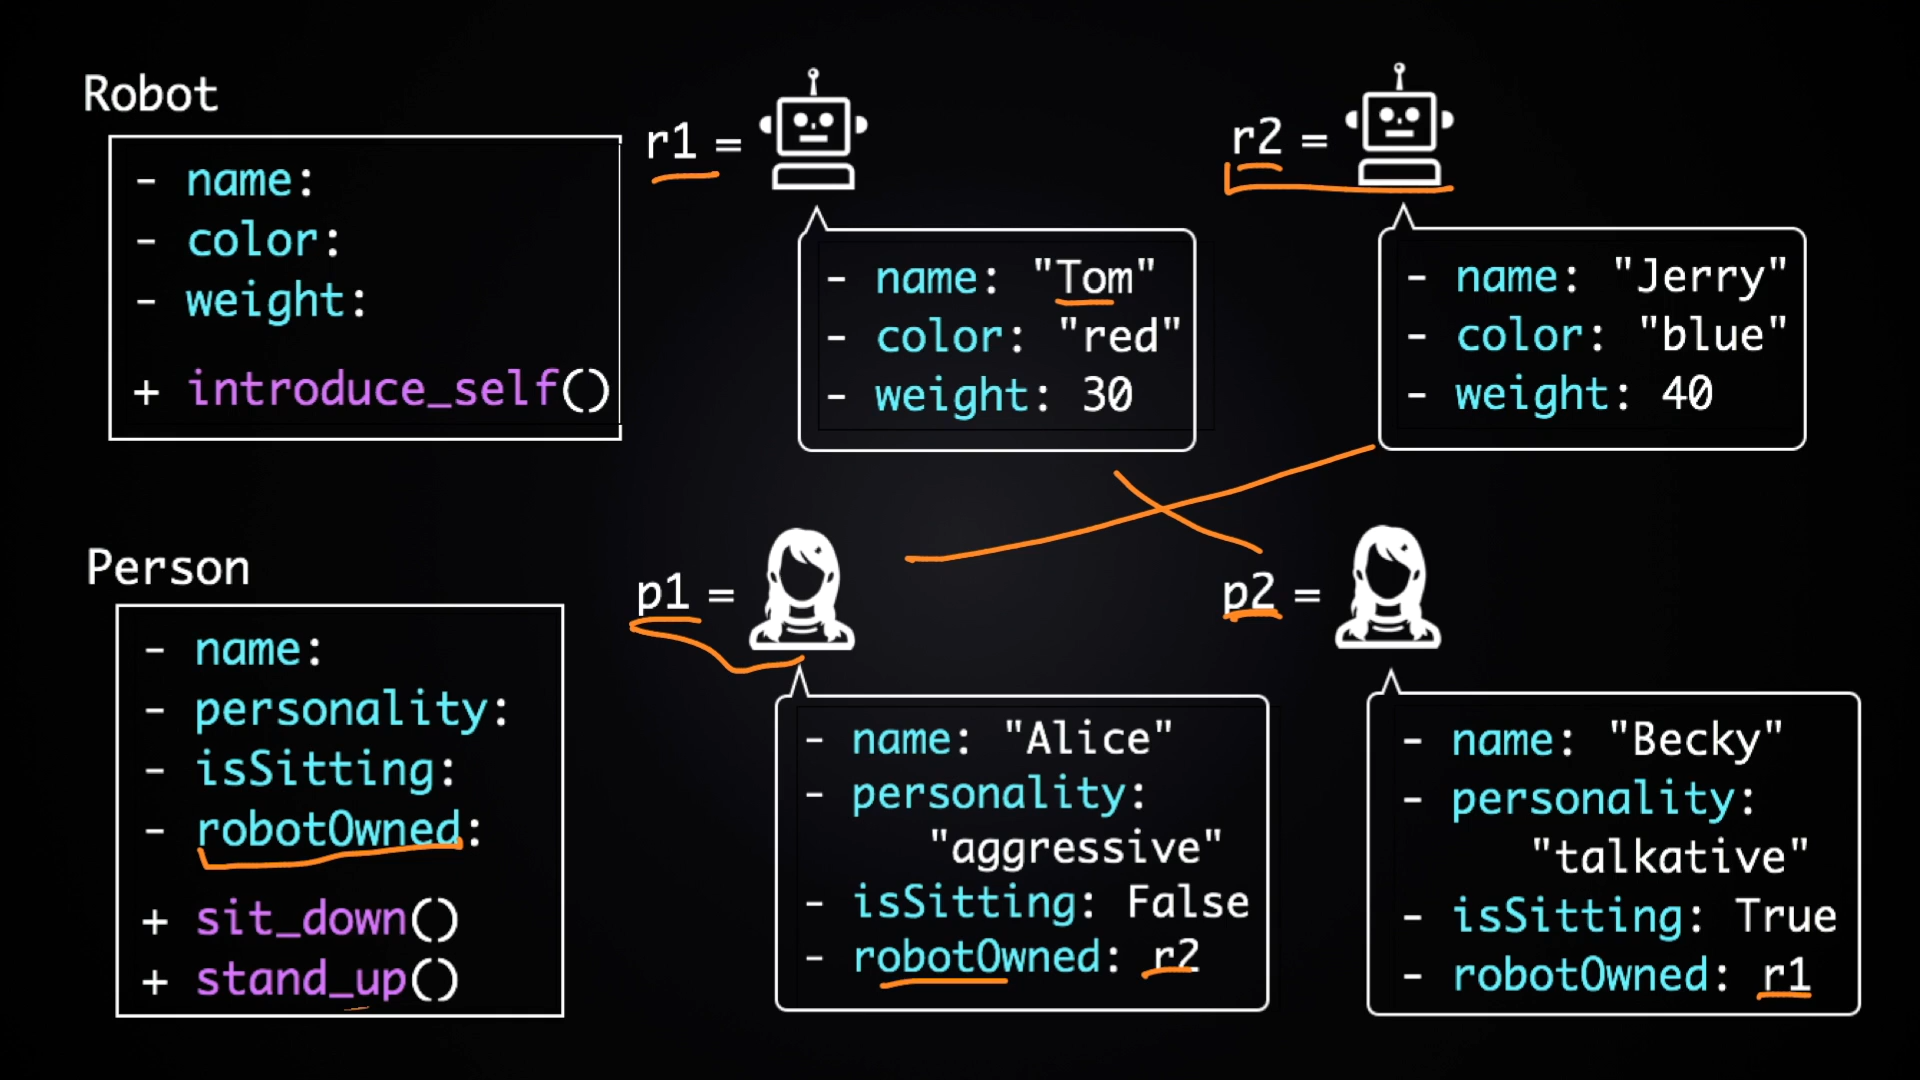 Robot
- name:
- color:
- weight:
+ introduce_self()
r1 =
- name: "Tom"
- color: "red"
- weight: 30
r2 =
- name: "Jerry"
- color: "blue"
- weight: 40
Person
- name:
- personality:
- isSitting:
- robotOwned:
+ sit_down()
+ stand_up()
p1 =
- name: "Alice"
- personality:
"aggressive"
- isSitting: False
- robotOwned: r2
p2 =
- name: "Becky"
- personality:
"talkative"
- isSitting: True
- robotOwned: r1